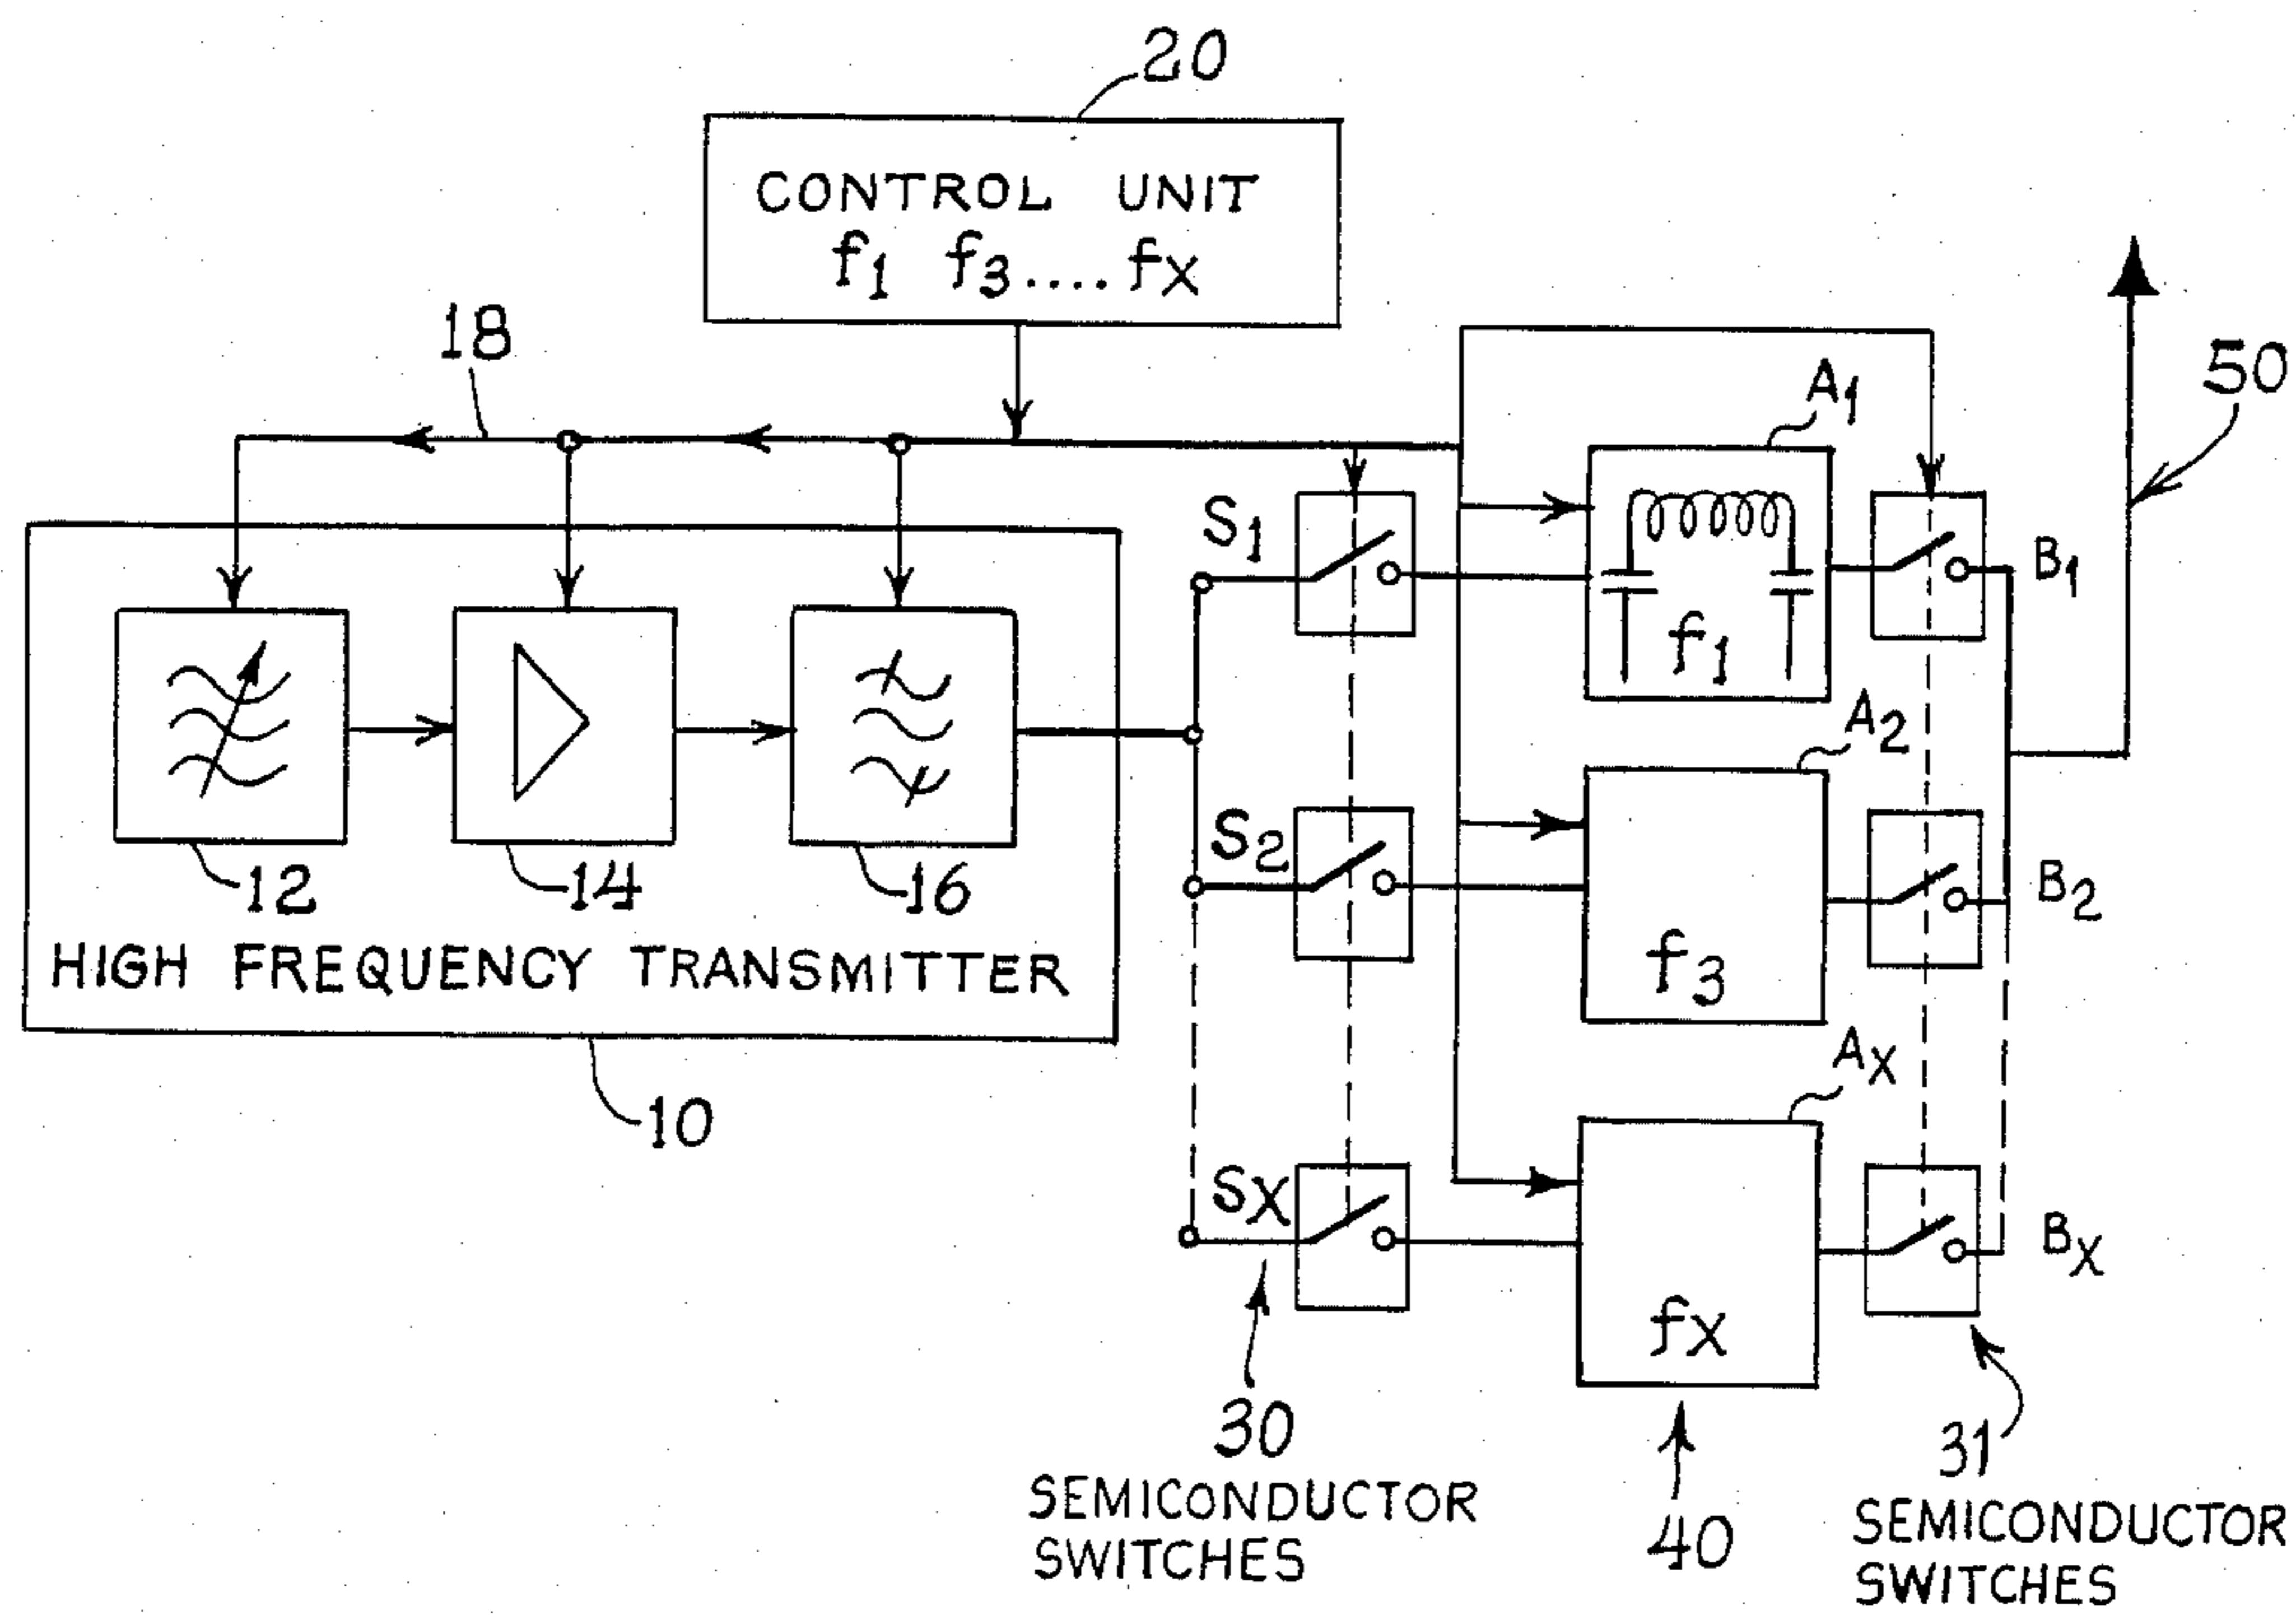 20
CONTROL UNIT
f1 f3 .... fx
18
50
A1
S1
B1
f1
A2
S2
B2
12
14
16
f3
HIGH FREQUENCY TRANSMITTER
Ax
10
Sx
Bx
fx
30
SEMICONDUCTOR
SWITCHES
40
31
SEMICONDUCTOR
SWITCHES